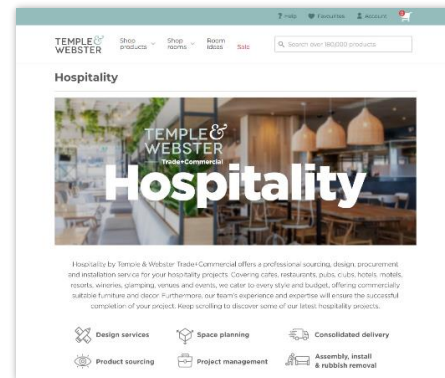 ? Help Favourites Account
TEMPLE & WEBSTER
Shop products
Shop rooms
Room ideas
Sale
Search over 180,000 products
Hospitality
TEMPLE & WEBSTER
Trade+Commercial
Hospitality
Hospitality by Temple & Webster Trade+Commercial offers a professional sourcing, design, procurement
and installation service for your hospitality projects. Covering cafes, restaurants, pubs, clubs, hotels, motels,
resorts, wineries, glamping, venues and events, we cater to every style and budget, offering commercially
suitable furniture and decor. Furthermore, our team's experience and expertise will ensure the successful
completion of your project. Keep scrolling to discover some of our latest hospitality projects.
Design services
Space planning
Consolidated delivery
Product sourcing
Project management
Assembly, install
& rubbish removal